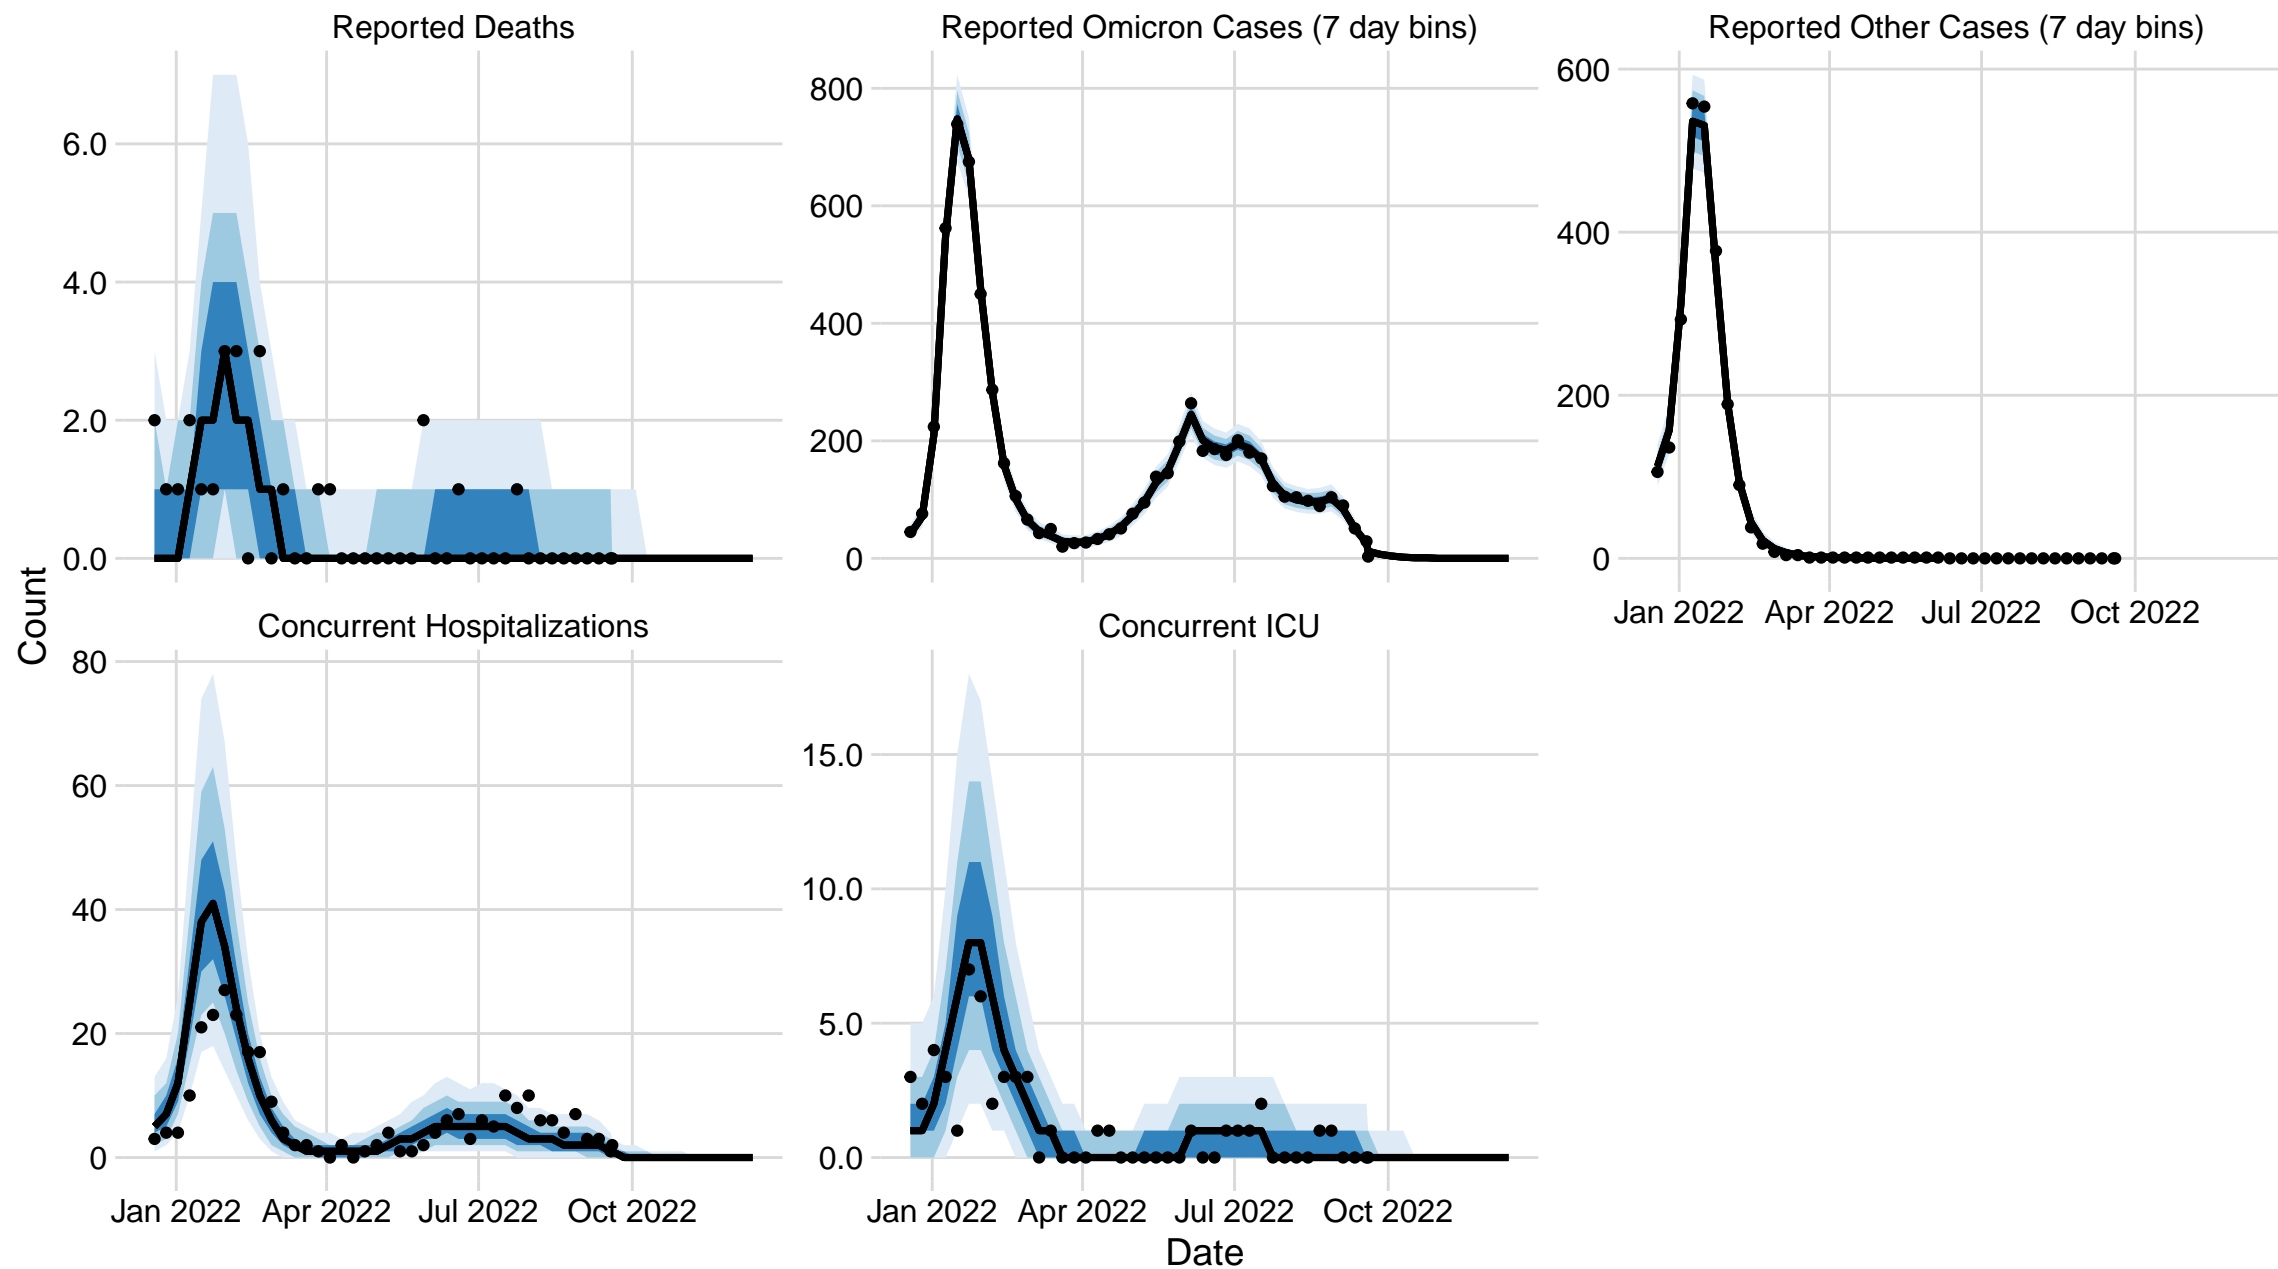 Reported Deaths
Reported Omicron Cases (7 day bins)
Reported Other Cases (7 day bins)
6.0
4.0
2.0
0.0
800
600
400
200
0
600
400
200
0
Jan 2022 Apr 2022 Jul 2022 Oct 2022
Count
Concurrent Hospitalizations
Concurrent ICU
80
60
40
20
0
15.0
10.0
5.0
0.0
Jan 2022 Apr 2022 Jul 2022 Oct 2022
Jan 2022 Apr 2022 Jul 2022 Oct 2022
Date